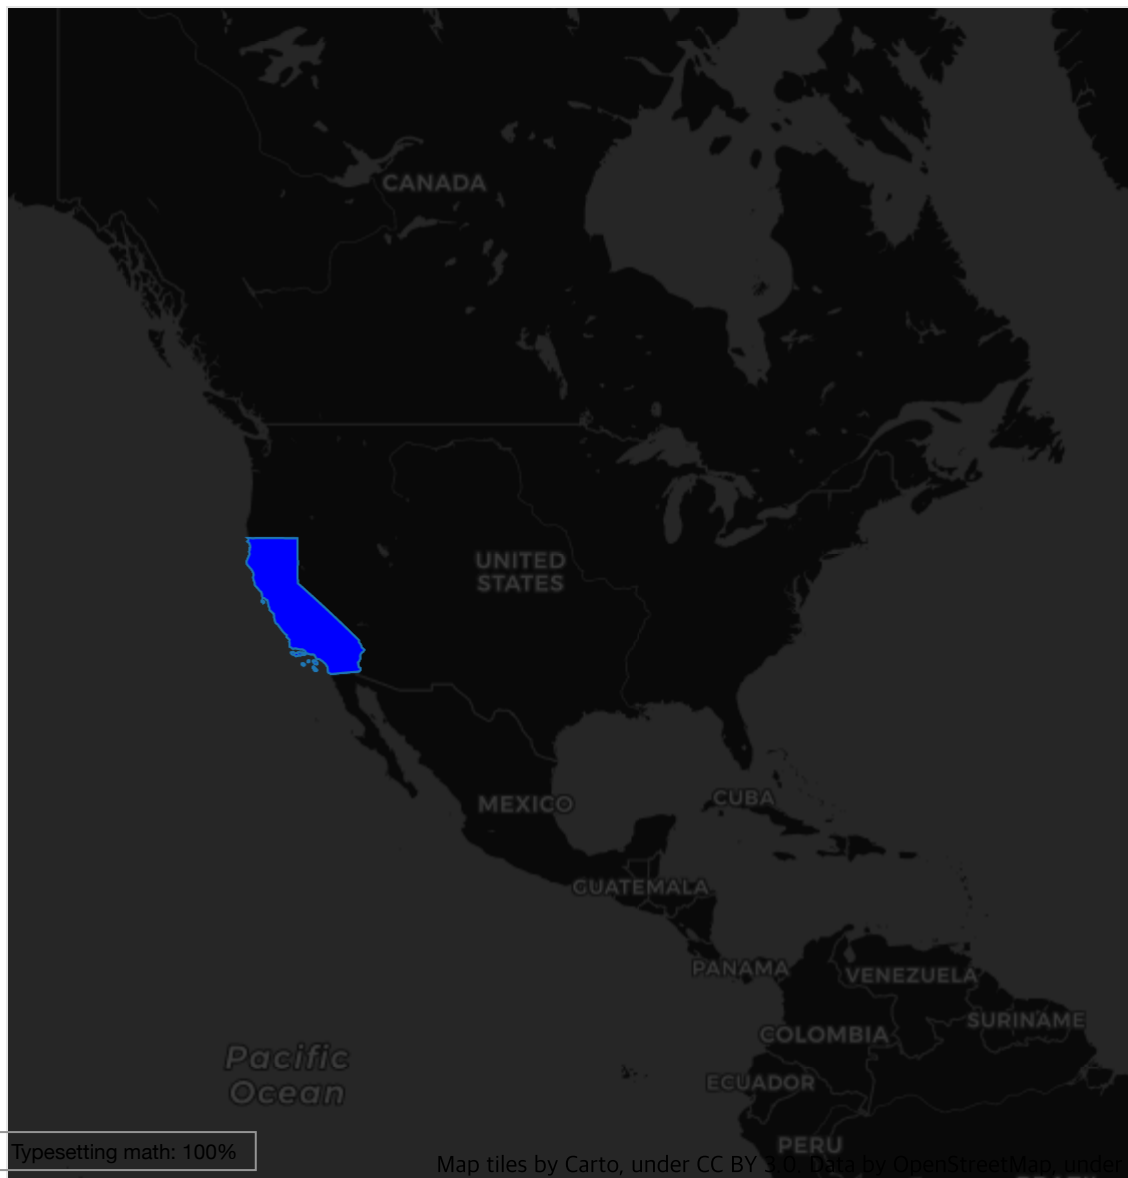 CANADA
UNITED
STATES
MEXICO
CUBA
GUATEMALA
PANAMA
VENEZUELA
SURINAME
COLOMBIA
Pacific
Ocean
ECUADOR
PERU
Typesetting math: 100%
Map tiles by Carto, under CC BY 3.0. Data by OpenStreetMap, under